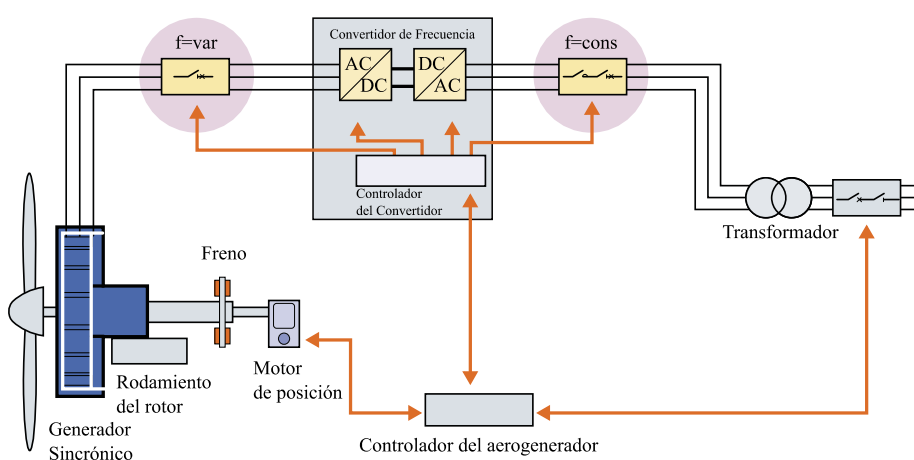 Convertidor de Frecuencia
f=var
f=cons
AC
DC
DC
AC
Controlador
del Convertidor
Transformador
Freno
Motor
de posición
Rodamiento
del rotor
Generador
Sincrónico
Controlador del aerogenerador